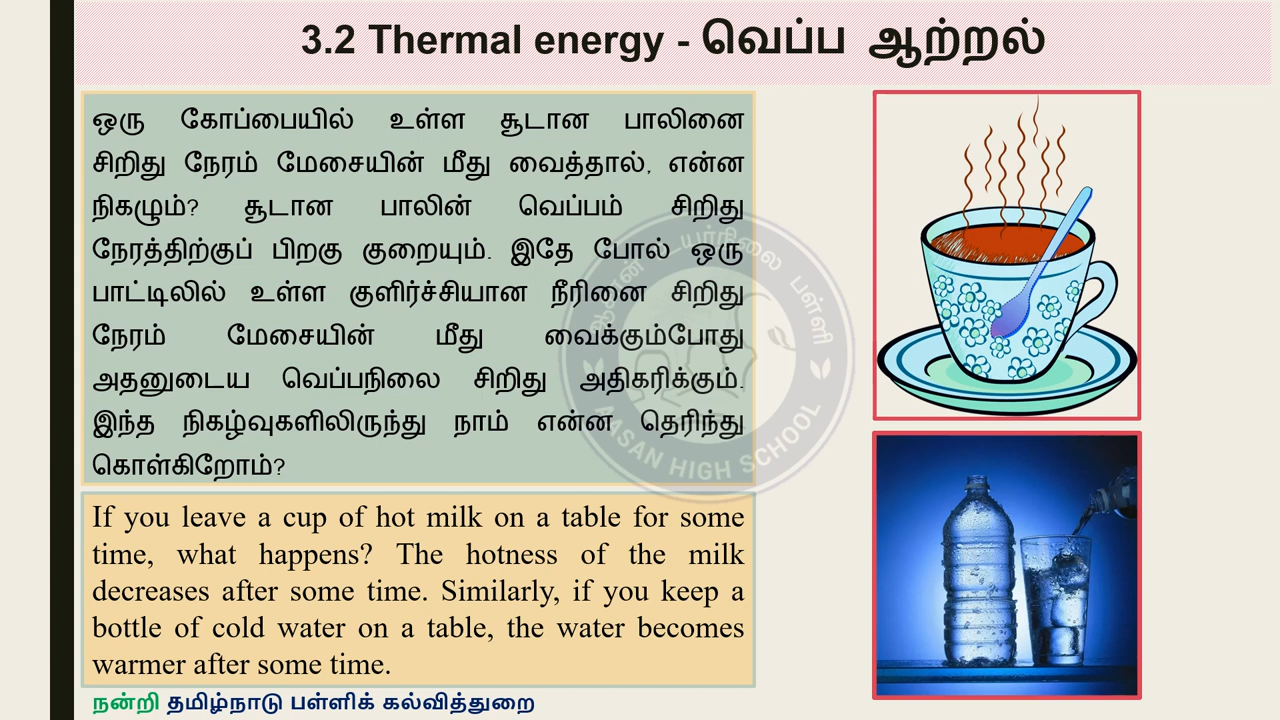 3.2 Thermal energy - வெப்ப ஆற்றல்
ஒரு கோப்பையில் உள்ள சூடான பாலினை
சிறிது நேரம் மேசையின் மீது வைத்தால், என்ன
நிகழும்? சூடான பாலின் வெப்பம் சிறிது
நேரத்திற்குப் பிறகு குறையும். இதே போல் ஒரு
பாட்டிலில் உள்ள குளிர்ச்சியான நீரினை சிறிது
நேரம் மேசையின் மீது வைக்கும்போது
அதனுடைய வெப்பநிலை சிறிது அதிகரிக்கும்.
இந்த நிகழ்வுகளிலிருந்து நாம் என்ன தெரிந்து
கொள்கிறோம்?
If you leave a cup of hot milk on a table for some
time, what happens? The hotness of the milk
decreases after some time. Similarly, if you keep a
bottle of cold water on a table, the water becomes
warmer after some time.
நன்றி தமிழ்நாடு பள்ளிக் கல்வித்துறை
AASAN HIGH SCHOOL